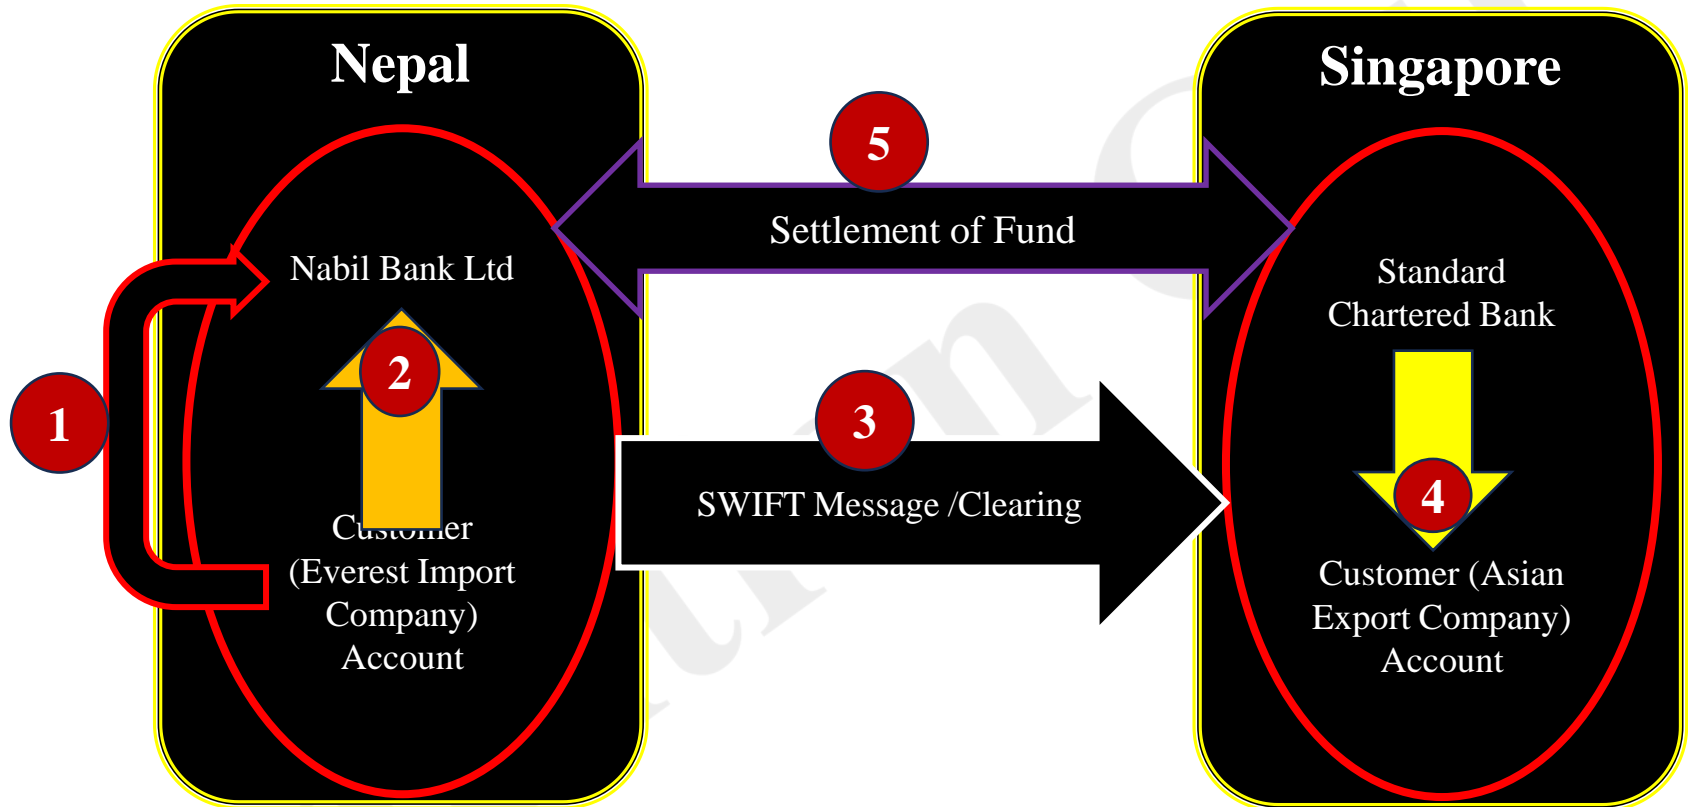 Nepal
Nabil Bank Ltd
Customer
(Everest Import
Company)
Account
1
2
5
Settlement of Fund
3
SWIFT Message /Clearing
Singapore
Standard
Chartered Bank
4
Customer (Asian
Export Company)
Account